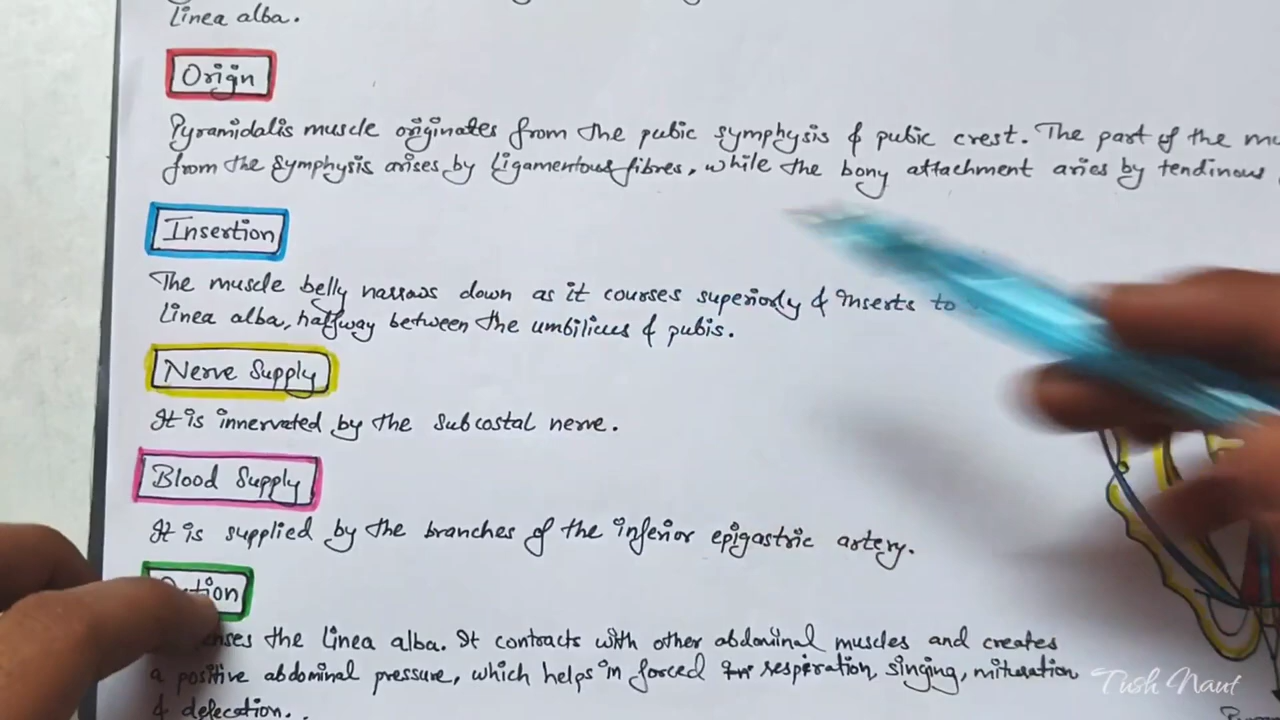 Linea alba.
Origin
Pyramidalis muscle originates from the pubic symphysis & pubic crest. The part of the
from the symphysis arises by ligamentous fibres, while the bony attachment aries by tendinous
Insertion
The muscle belly narrows down as it courses superiorly & inserts to
linea alba, halfway between the umbilicus & pubis.
Nerve Supply
It is innervated by the subcostal nerve.
Blood Supply
It is supplied by the branches of the inferior epigastric artery.
the linea alba. It contracts with other abdominal muscles and creates
a positive abdominal pressure, which helps in forced respiration, singing, mituration
& defecation.
Tush Naut